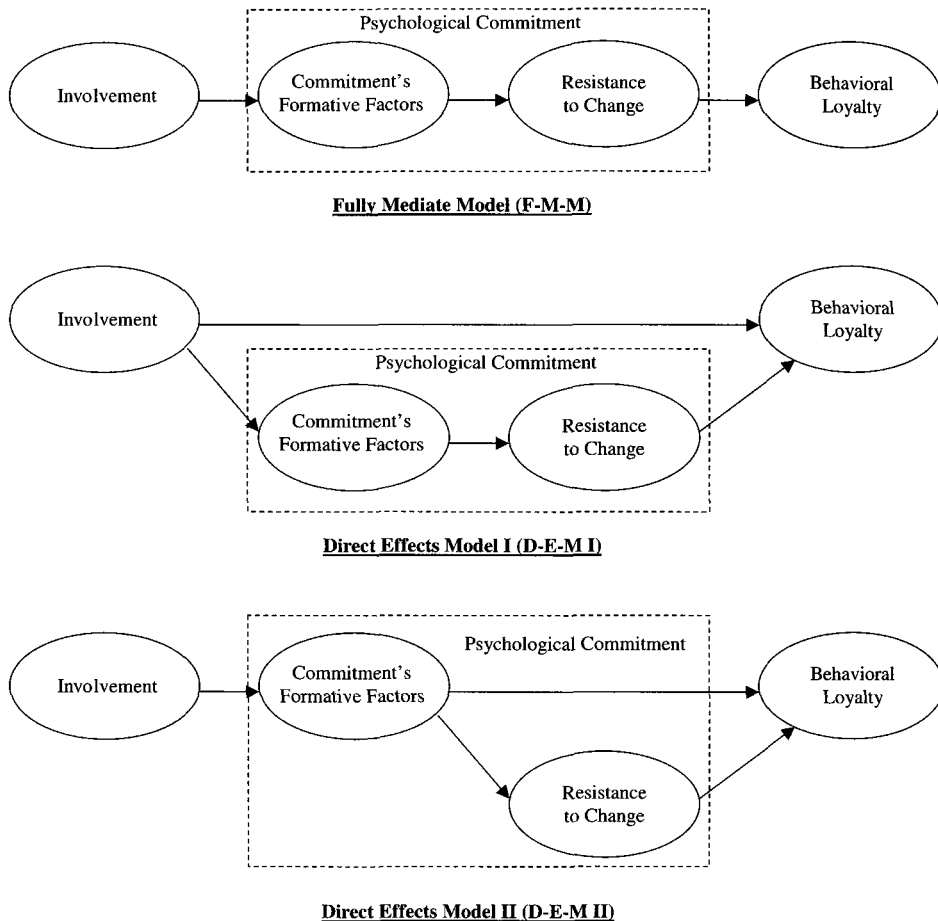 Psychological Commitment
Involvement
Commitment's
Formative Factors
Resistance
to Change
Behavioral
Loyalty
Fully Mediate Model (F-M-M)
Involvement
Behavioral
Loyalty
Psychological Commitment
Commitment's
Formative Factors
Resistance
to Change
Direct Effects Model I (D-E-M I)
Psychological Commitment
Involvement
Commitment's
Formative Factors
Behavioral
Loyalty
Resistance
to Change
Direct Effects Model II (D-E-M II)